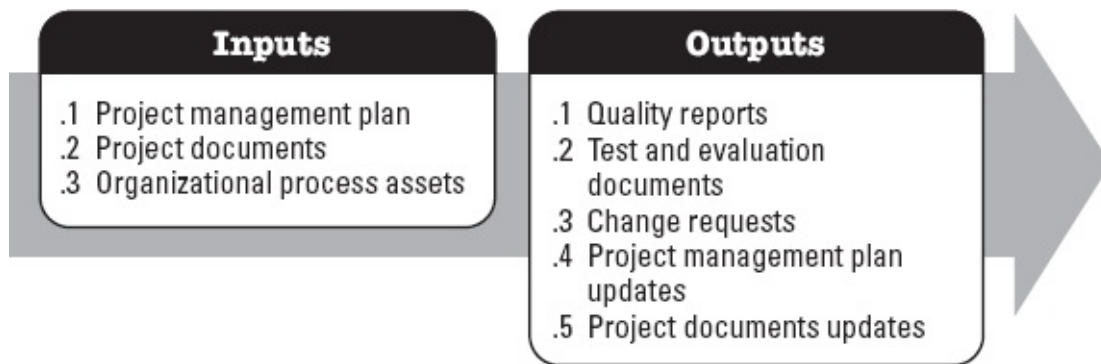 Inputs
.1 Project management plan
.2 Project documents
.3 Organizational process assets
Outputs
.1 Quality reports
.2 Test and evaluation
documents
.3 Change requests
.4 Project management plan
updates
.5 Project documents updates